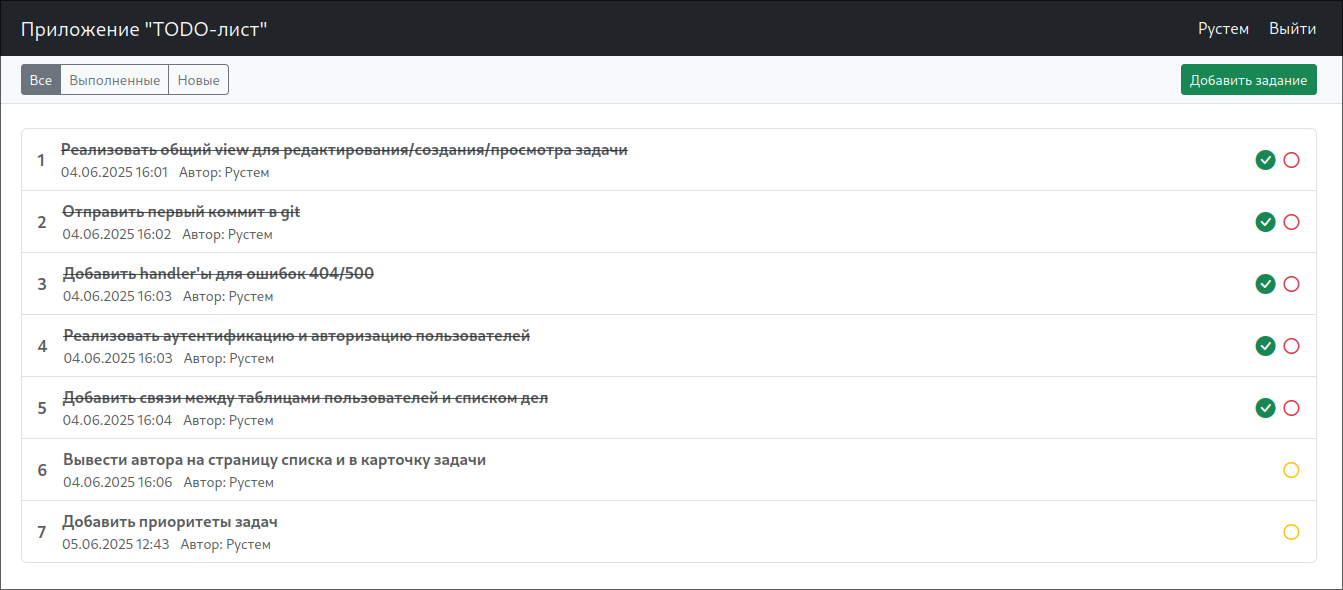 Приложение "TODO-лист" Рустем Выйти
Все Выполненные Новые Добавить задание
1 Реализовать общий view для редактирования/создания/просмотра задачи
04.06.2025 16:01 Автор: Рустем
2 Отправить первый коммит в git
04.06.2025 16:02 Автор: Рустем
3 Добавить handler'ы для ошибок 404/500
04.06.2025 16:03 Автор: Рустем
4 Реализовать аутентификацию и авторизацию пользователей
04.06.2025 16:03 Автор: Рустем
5 Добавить связи между таблицами пользователей и списком дел
04.06.2025 16:04 Автор: Рустем
6 Вывести автора на страницу списка и в карточку задачи
04.06.2025 16:06 Автор: Рустем
7 Добавить приоритеты задач
05.06.2025 12:43 Автор: Рустем